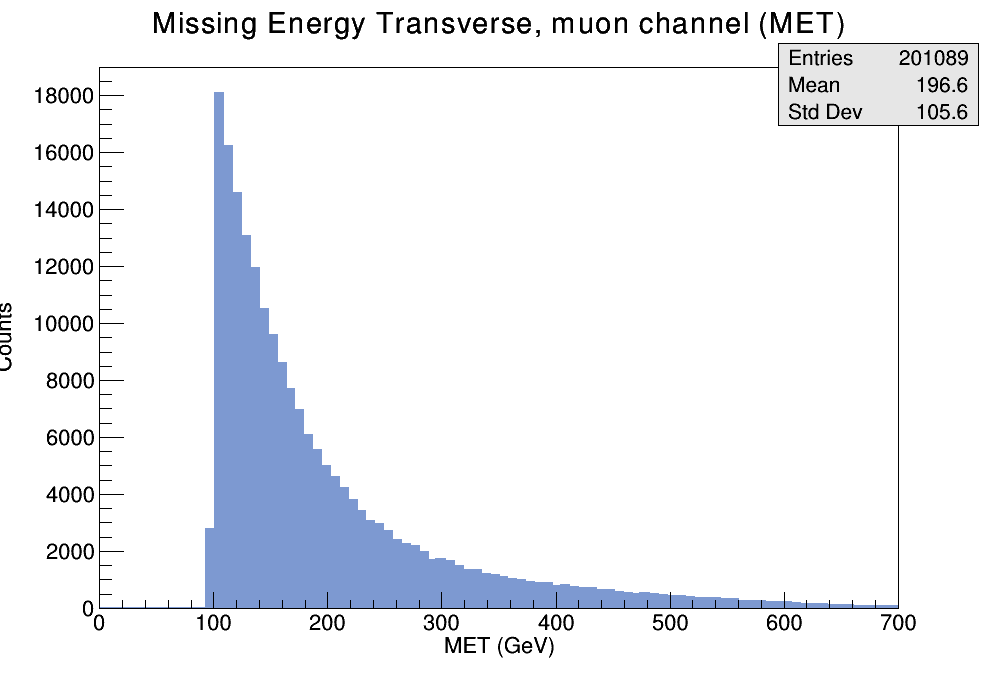 Missing Energy Transverse, muon channel (MET)
Entries 201089
Mean 196.6
Std Dev 105.6
18000
16000
14000
12000
10000
8000
6000
4000
2000
0
Counts
0 100 200 300 400 500 600 700
MET (GeV)